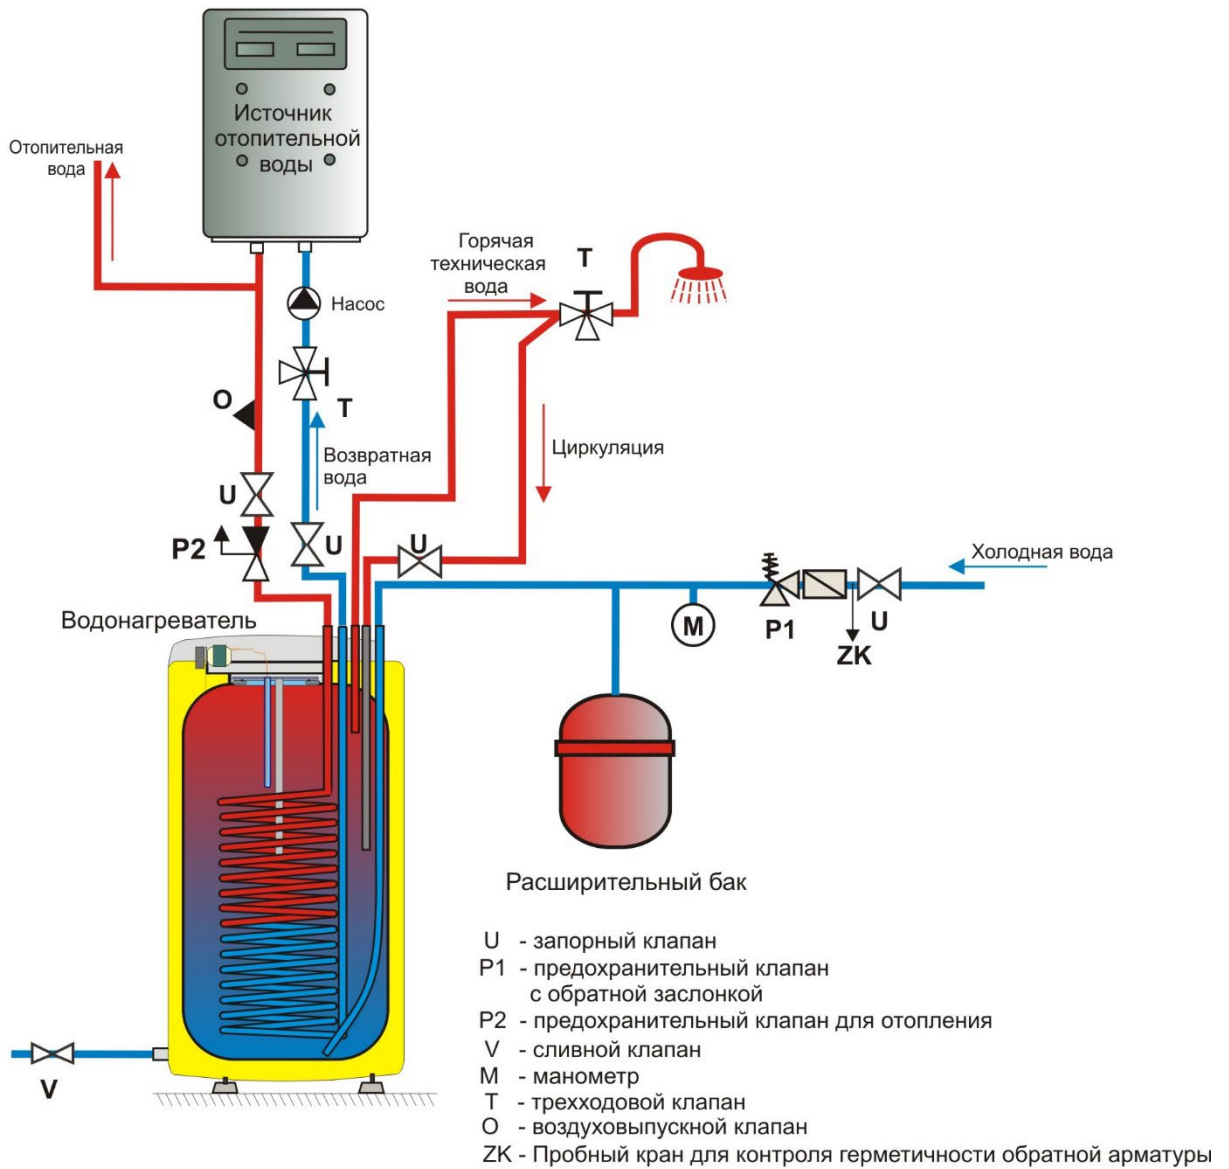 Источник
отопительной
воды
Отопительная
вода
Горячая
техническая
вода
T
Насос
O
T
Возвратная
вода
Циркуляция
U
P2
U
U
Холодная вода
Водонагреватель
M
P1
U
ZK
Расширительный бак
U - запорный клапан
P1 - предохранительный клапан
с обратной заслонкой
P2 - предохранительный клапан для отопления
V - сливной клапан
M - манометр
T - трехходовой клапан
O - воздуховыпускной клапан
ZK - Пробный кран для контроля герметичности обратной арматуры
V